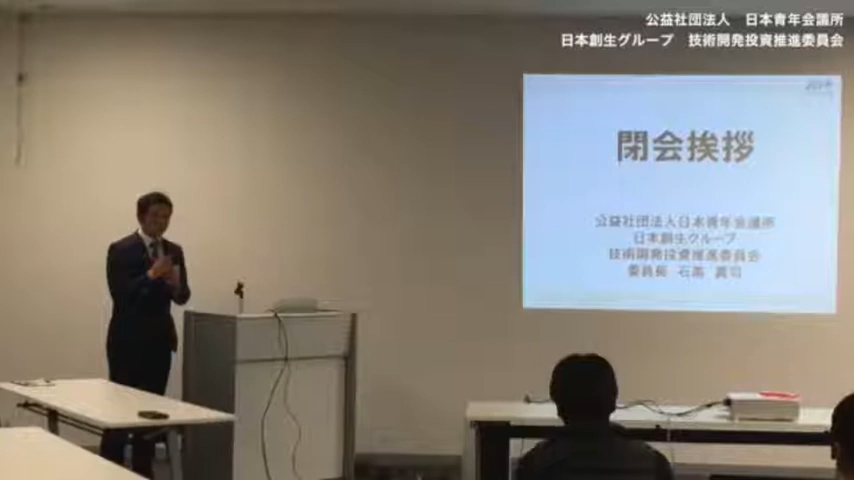 公益社団法人　日本青年会議所
日本創生グループ　技術開発投資推進委員会
閉会挨拶
公益社団法人日本青年会議所
日本創生グループ
技術開発投資推進委員会
委員長 石
司